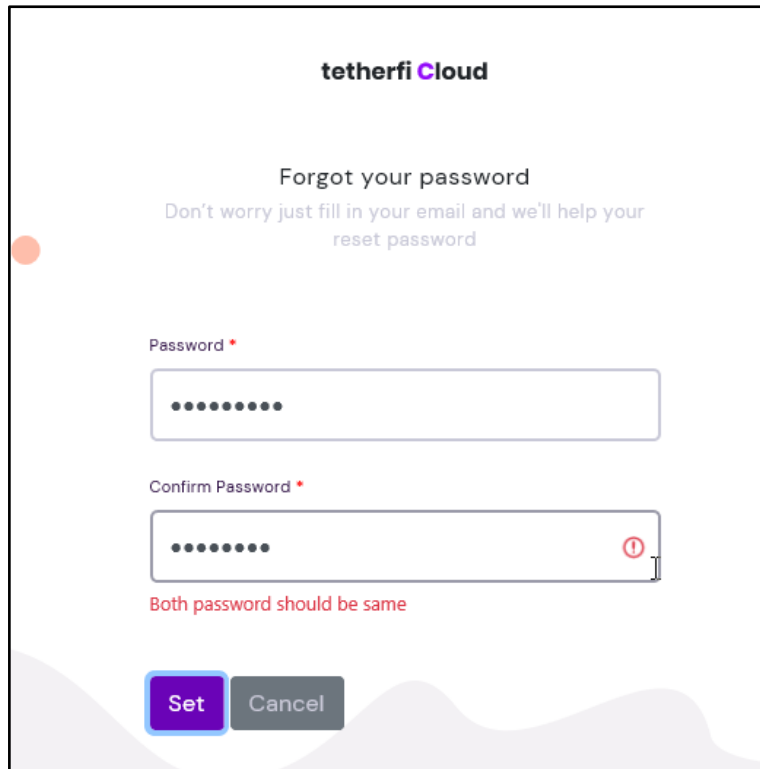 tetherfi Cloud
Forgot your password
Don't worry just fill in your email and we'll help your
reset password
Password *
•••••••••
Confirm Password *
••••••••
Both password should be same
Set Cancel